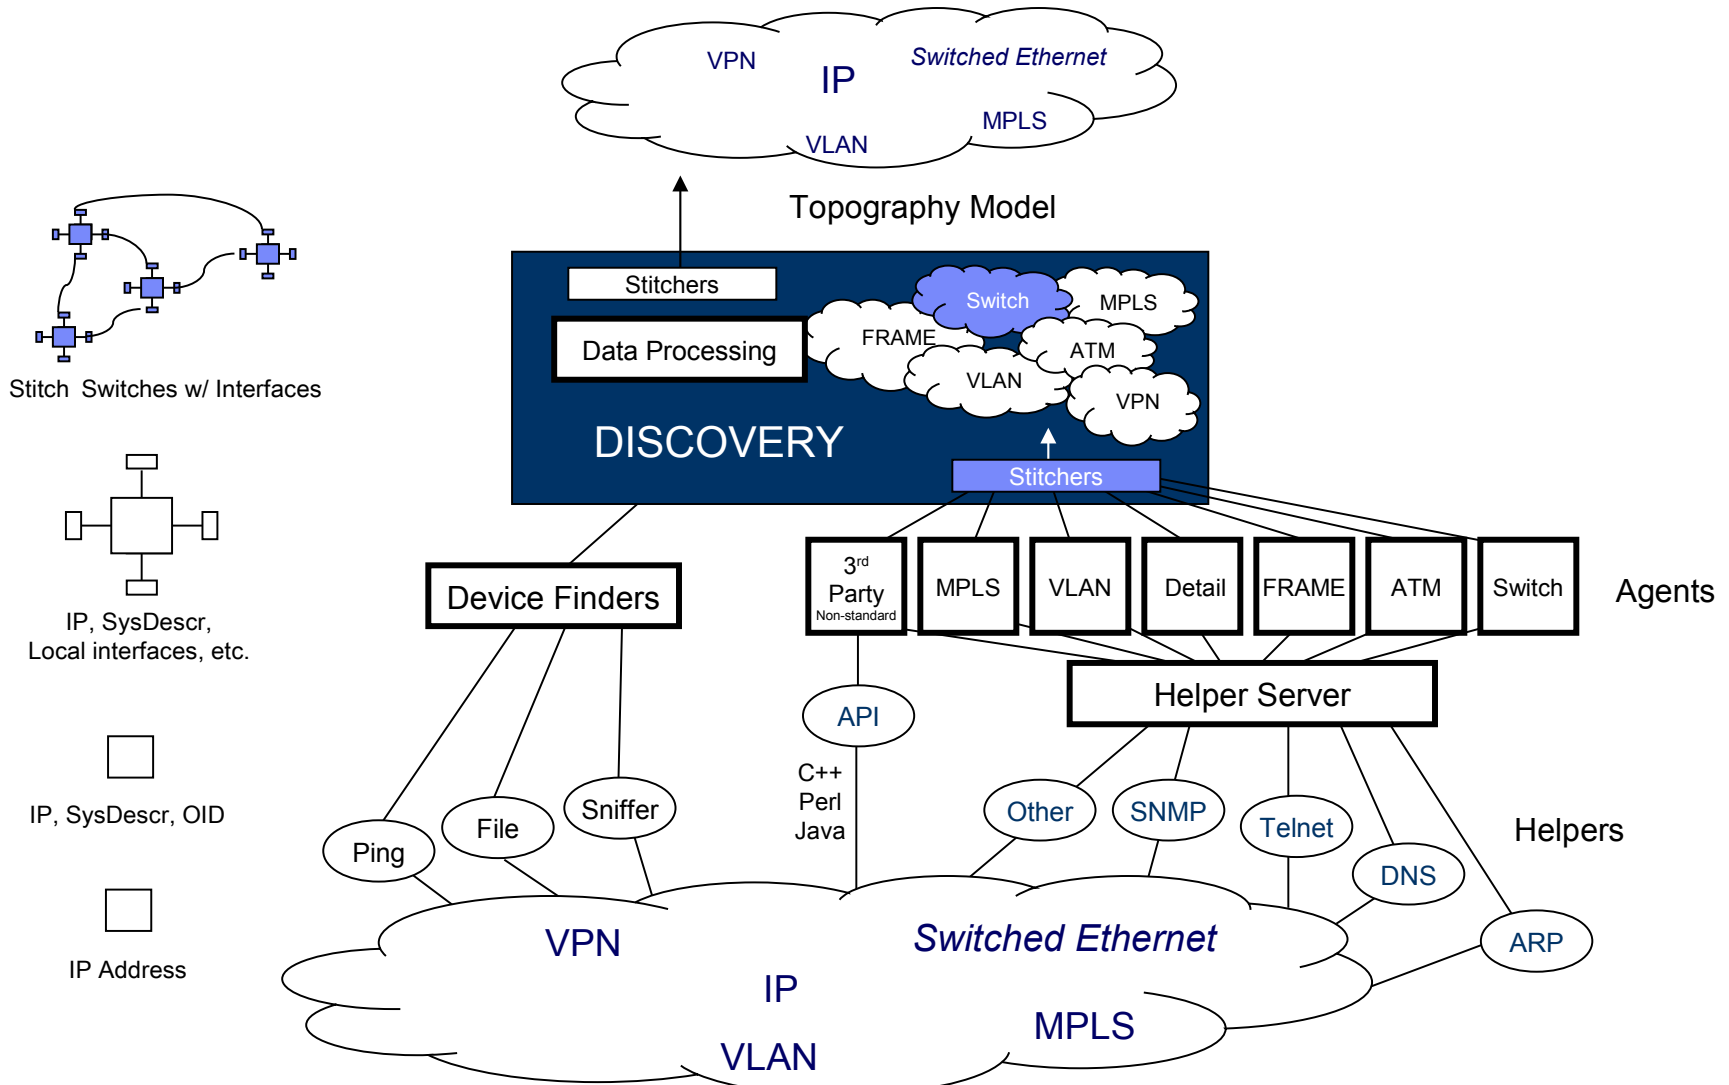 VPN
IP
Switched Ethernet
MPLS
VLAN
Topography Model
Stitchers
Data Processing
DISCOVERY
FRAME
Switch
MPLS
ATM
VLAN
VPN
Stitchers
Stitch Switches w/ Interfaces
IP, SysDescr,
Local interfaces, etc.
IP, SysDescr, OID
IP Address
Device Finders
3rd
Party
Non-standard
MPLS
VLAN
Detail
FRAME
ATM
Switch
Agents
Helper Server
API
C++
Perl
Java
Ping
File
Sniffer
Other
SNMP
Telnet
DNS
ARP
Helpers
VPN
Switched Ethernet
IP
MPLS
VLAN